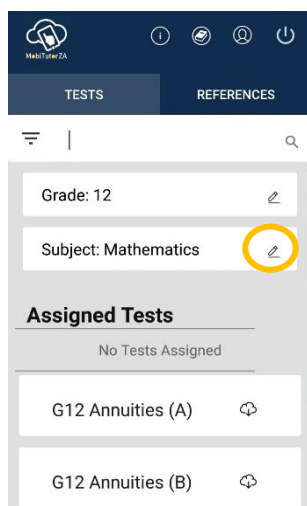 MobiTutorZA
TESTS REFERENCES
Grade: 12
Subject: Mathematics
Assigned Tests
No Tests Assigned
G12 Annuities (A)
G12 Annuities (B)